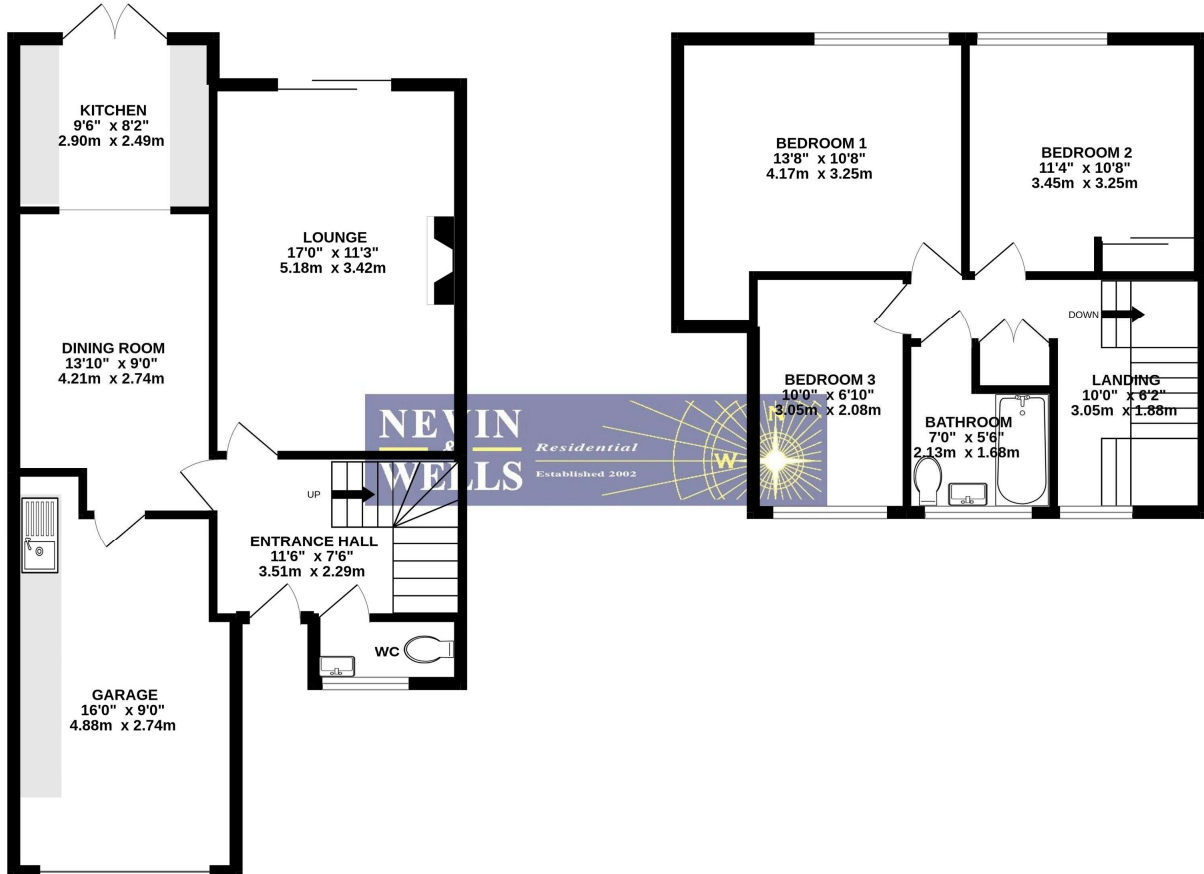 KITCHEN
9'6" x 8'2"
2.90m x 2.49m
LOUNGE
17'0" x 11'3"
5.18m x 3.42m
DINING ROOM
13'10" x 9'0"
4.21m x 2.74m
UP
ENTRANCE HALL
11'6" x 7'6"
3.51m x 2.29m
WC
GARAGE
16'0" x 9'0"
4.88m x 2.74m
BEDROOM 1
13'8" x 10'8"
4.17m x 3.25m
BEDROOM 2
11'4" x 10'8"
3.45m x 3.25m
DOWN
BEDROOM 3
10'0" x 6'10"
3.05m x 2.08m
LANDING
10'0" x 6'2"
3.05m x 1.88m
BATHROOM
7'0" x 5'6"
2.13m x 1.68m
NEVIN
&
WELLS
Residential
Established 2002
N
W